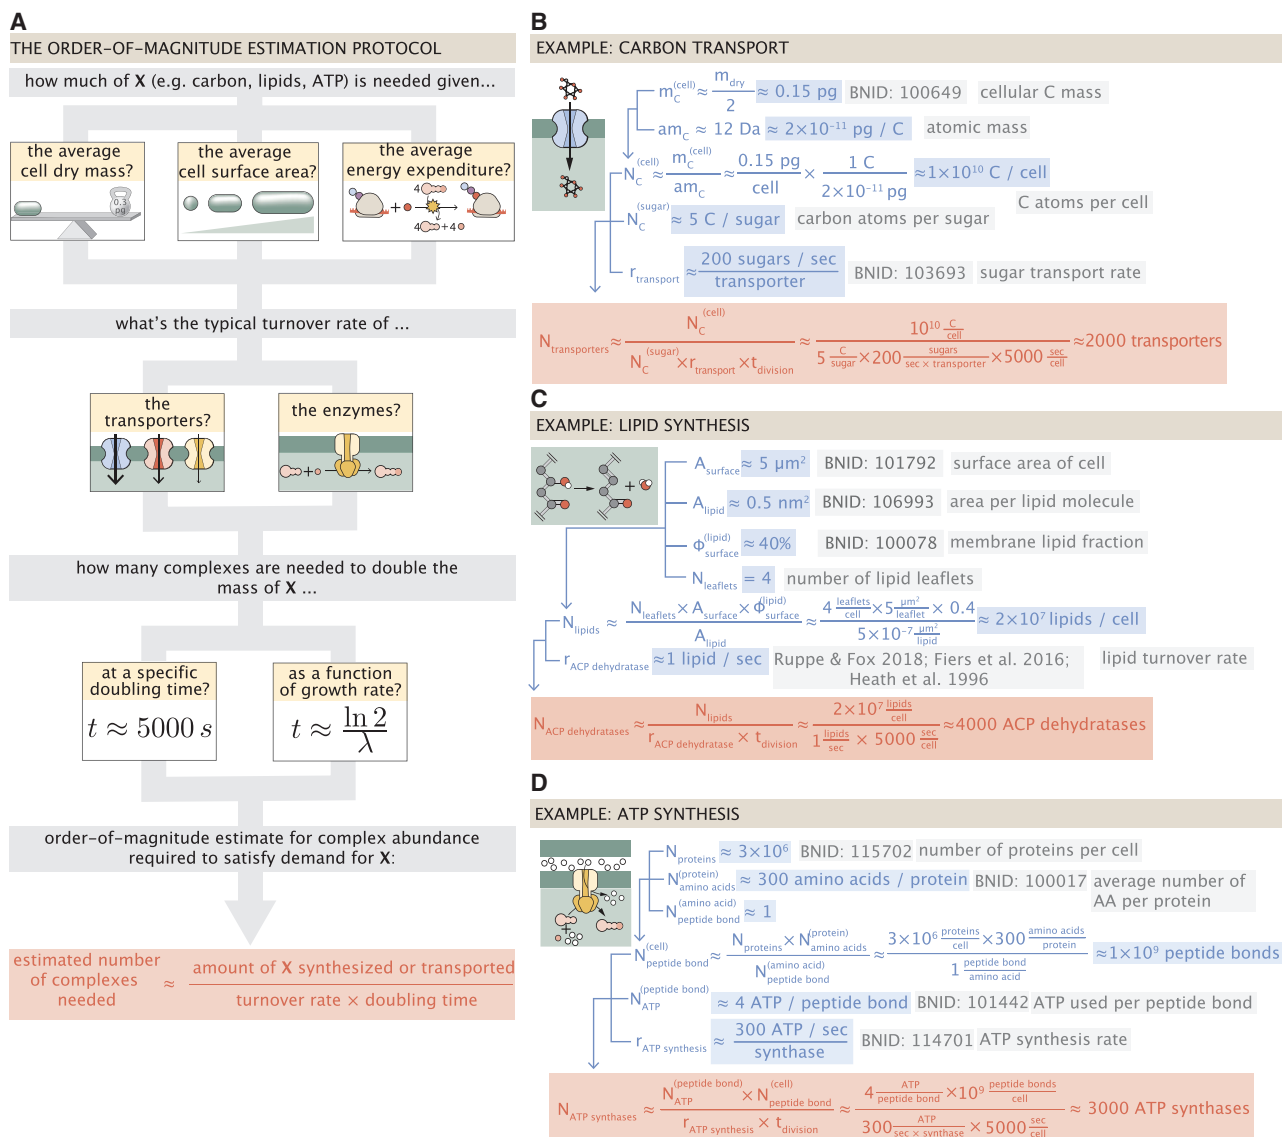 A
THE ORDER–OF–MAGNITUDE ESTIMATION PROTOCOL
how much of X (e.g. carbon, lipids, ATP) is needed given...
the average
cell dry mass?
0.3
pg
the average
cell surface area?
the average
energy expenditure?
4
+
4 + 4
what's the typical turnover rate of ...
the
transporters?
the enzymes?
+
how many complexes are needed to double the
mass of X ...
at a specific
doubling time?
t ≈ 5000 s
as a function
of growth rate?
t ≈ ln 2 / λ
order–of–magnitude estimate for complex abundance
required to satisfy demand for X:
estimated number
of complexes
needed
≈ amount of X synthesized or transported / turnover rate × doubling time
B
EXAMPLE: CARBON TRANSPORT
m_C^(cell) ≈ m_dry / 2 ≈ 0.15 pg BNID: 100649 cellular C mass
am_C ≈ 12 Da ≈ 2×10⁻¹¹ pg / C atomic mass
N_C^(cell) ≈ m_C^(cell) / am_C ≈ 0.15 pg / cell × 1 C / 2×10⁻¹¹ pg ≈1×10¹⁰ C / cell
C atoms per cell
N_C^(sugar) ≈ 5 C / sugar carbon atoms per sugar
r_transport ≈ 200 sugars / sec / transporter BNID: 103693 sugar transport rate
N_transporters ≈ N_C^(cell) / N_C^(sugar) × r_transport × t_division ≈ 10¹⁰ C/cell / 5 C/sugar × 200 sugars/sec × transporter × 5000 sec/cell ≈2000 transporters
C
EXAMPLE: LIPID SYNTHESIS
+
A_surface ≈ 5 µm² BNID: 101792 surface area of cell
A_lipid ≈ 0.5 nm² BNID: 106993 area per lipid molecule
Φ_surface^(lipid) ≈ 40% BNID: 100078 membrane lipid fraction
N_leaflets = 4 number of lipid leaflets
N_lipids ≈ N_leaflets × A_surface × Φ_surface^(lipid) / A_lipid ≈ 4 leaflets/cell × 5 µm²/leaflet × 0.4 / 5×10⁻⁷ µm²/lipid ≈ 2×10⁷ lipids / cell
r_ACP dehydratase ≈1 lipid / sec Ruppe & Fox 2018; Fiers et al. 2016; lipid turnover rate
Heath et al. 1996
N_ACP dehydratases ≈ N_lipids / r_ACP dehydratase × t_division ≈ 2×10⁷ lipids/cell / 1 lipids/sec × 5000 sec/cell ≈4000 ACP dehydratases
D
EXAMPLE: ATP SYNTHESIS
+
N_proteins ≈ 3×10⁶ BNID: 115702 number of proteins per cell
N_amino acids^(protein) ≈ 300 amino acids / protein BNID: 100017 average number of
AA per protein
N_peptide bond^(amino acid) ≈ 1
N_peptide bond^(cell) ≈ N_proteins × N_amino acids^(protein) / N_peptide bond^(amino acid) ≈ 3×10⁶ proteins/cell × 300 amino acids/protein / 1 peptide bond/amino acid ≈1×10⁹ peptide bonds
N_ATP^(peptide bond) ≈ 4 ATP / peptide bond BNID: 101442 ATP used per peptide bond
r_ATP synthesis ≈ 300 ATP / sec / synthase BNID: 114701 ATP synthesis rate
N_ATP synthases ≈ N_ATP^(peptide bond) × N_peptide bond^(cell) / r_ATP synthesis × t_division ≈ 4 ATP/peptide bond × 10⁹ peptide bonds/cell / 300 ATP/sec × synthase × 5000 sec/cell ≈ 3000 ATP synthases